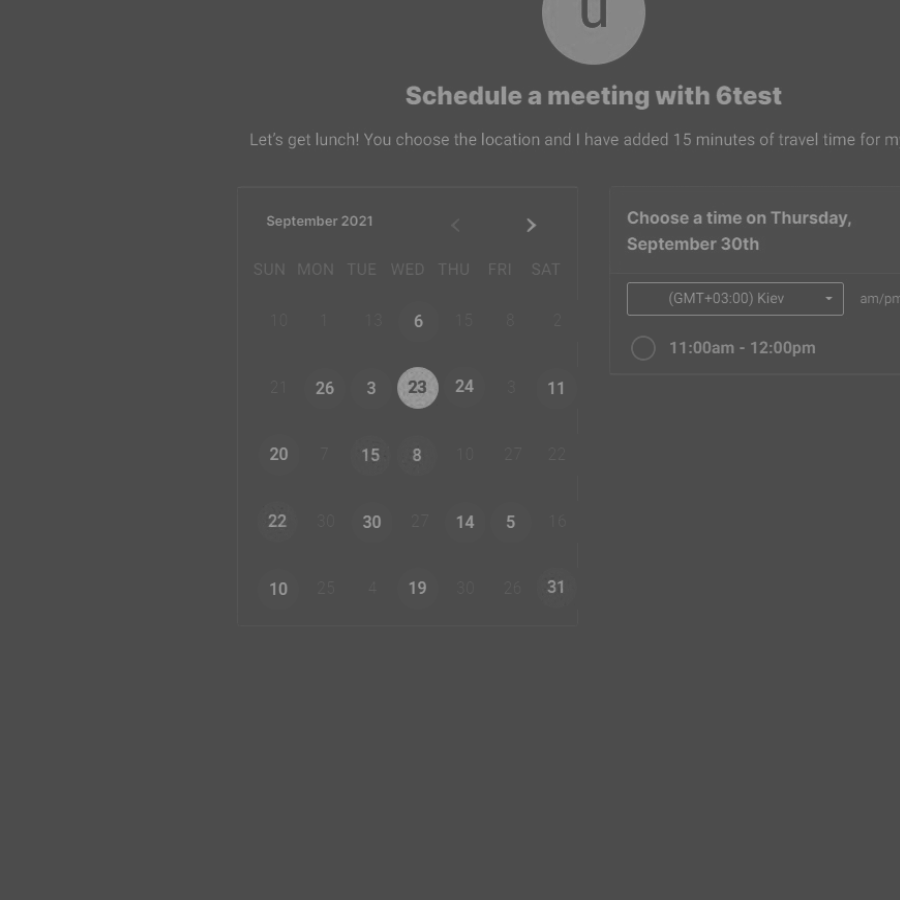 u
Schedule a meeting with 6test
Let's get lunch! You choose the location and I have added 15 minutes of travel time for
September 2021
SUN MON TUE WED THU FRI SAT
10 1 13 6 15 8 2
21 26 3 23 24 3 11
20 7 15 8 10 27 22
22 30 30 27 14 5 16
10 25 4 19 30 26 31
Choose a time on Thursday,
September 30th
(GMT+03:00) Kiev am/pm
11:00am - 12:00pm